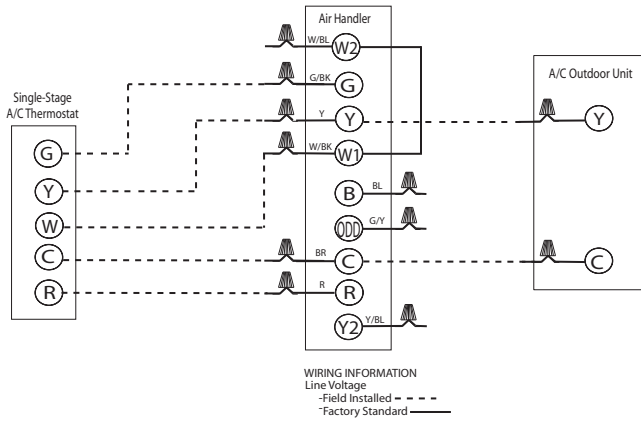 Air Handler
W/BL
W2
G/BK
G
Y
Y
W/BK
W1
B
BL
ODD
G/Y
BR
C
R
R
Y2
Y/BL
Single-Stage
A/C Thermostat
G
Y
W
C
R
A/C Outdoor Unit
Y
C
WIRING INFORMATION
Line Voltage
-Field Installed
-Factory Standard